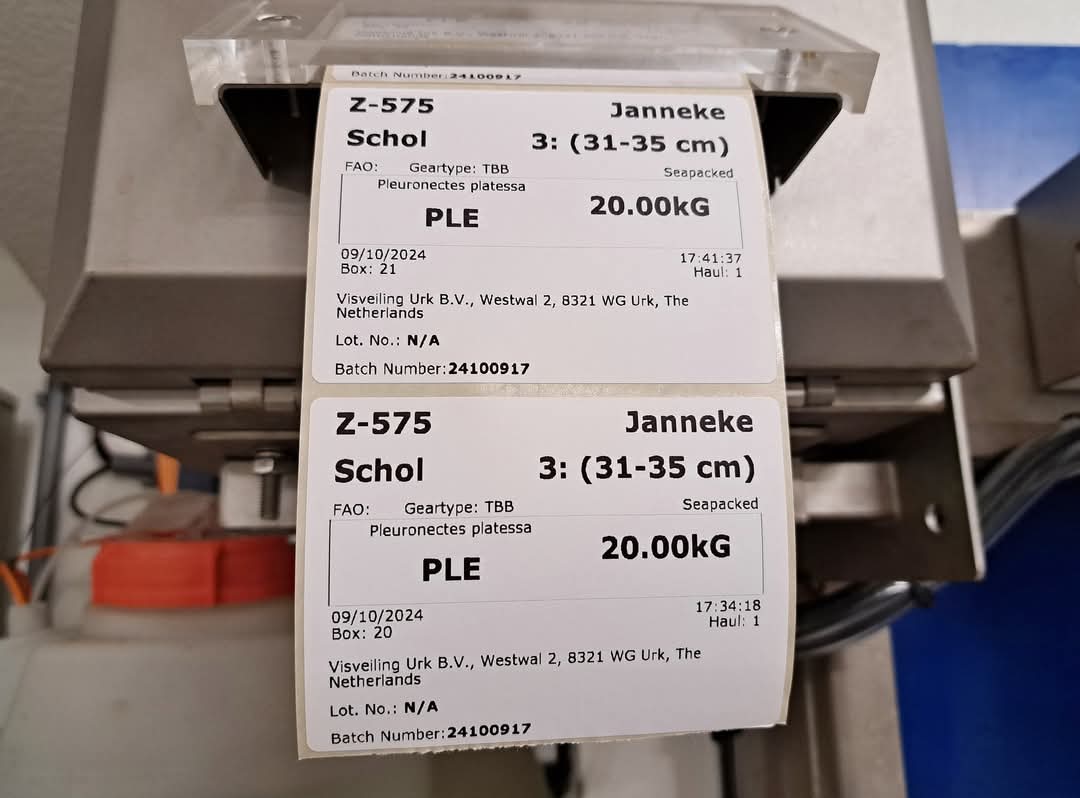 Batch Number:24100917
Z-575 Janneke
Schol 3: (31-35 cm)
FAO: Geartype: TBB Seapacked
Pleuronectes platessa
PLE 20.00kG
09/10/2024 17:41:37
Box: 21 Haul: 1
Visveiling Urk B.V., Westwal 2, 8321 WG Urk, The
Netherlands
Lot. No.: N/A
Batch Number:24100917
Z-575 Janneke
Schol 3: (31-35 cm)
FAO: Geartype: TBB Seapacked
Pleuronectes platessa
PLE 20.00kG
09/10/2024 17:34:18
Box: 20 Haul: 1
Visveiling Urk B.V., Westwal 2, 8321 WG Urk, The
Netherlands
Lot. No.: N/A
Batch Number:24100917